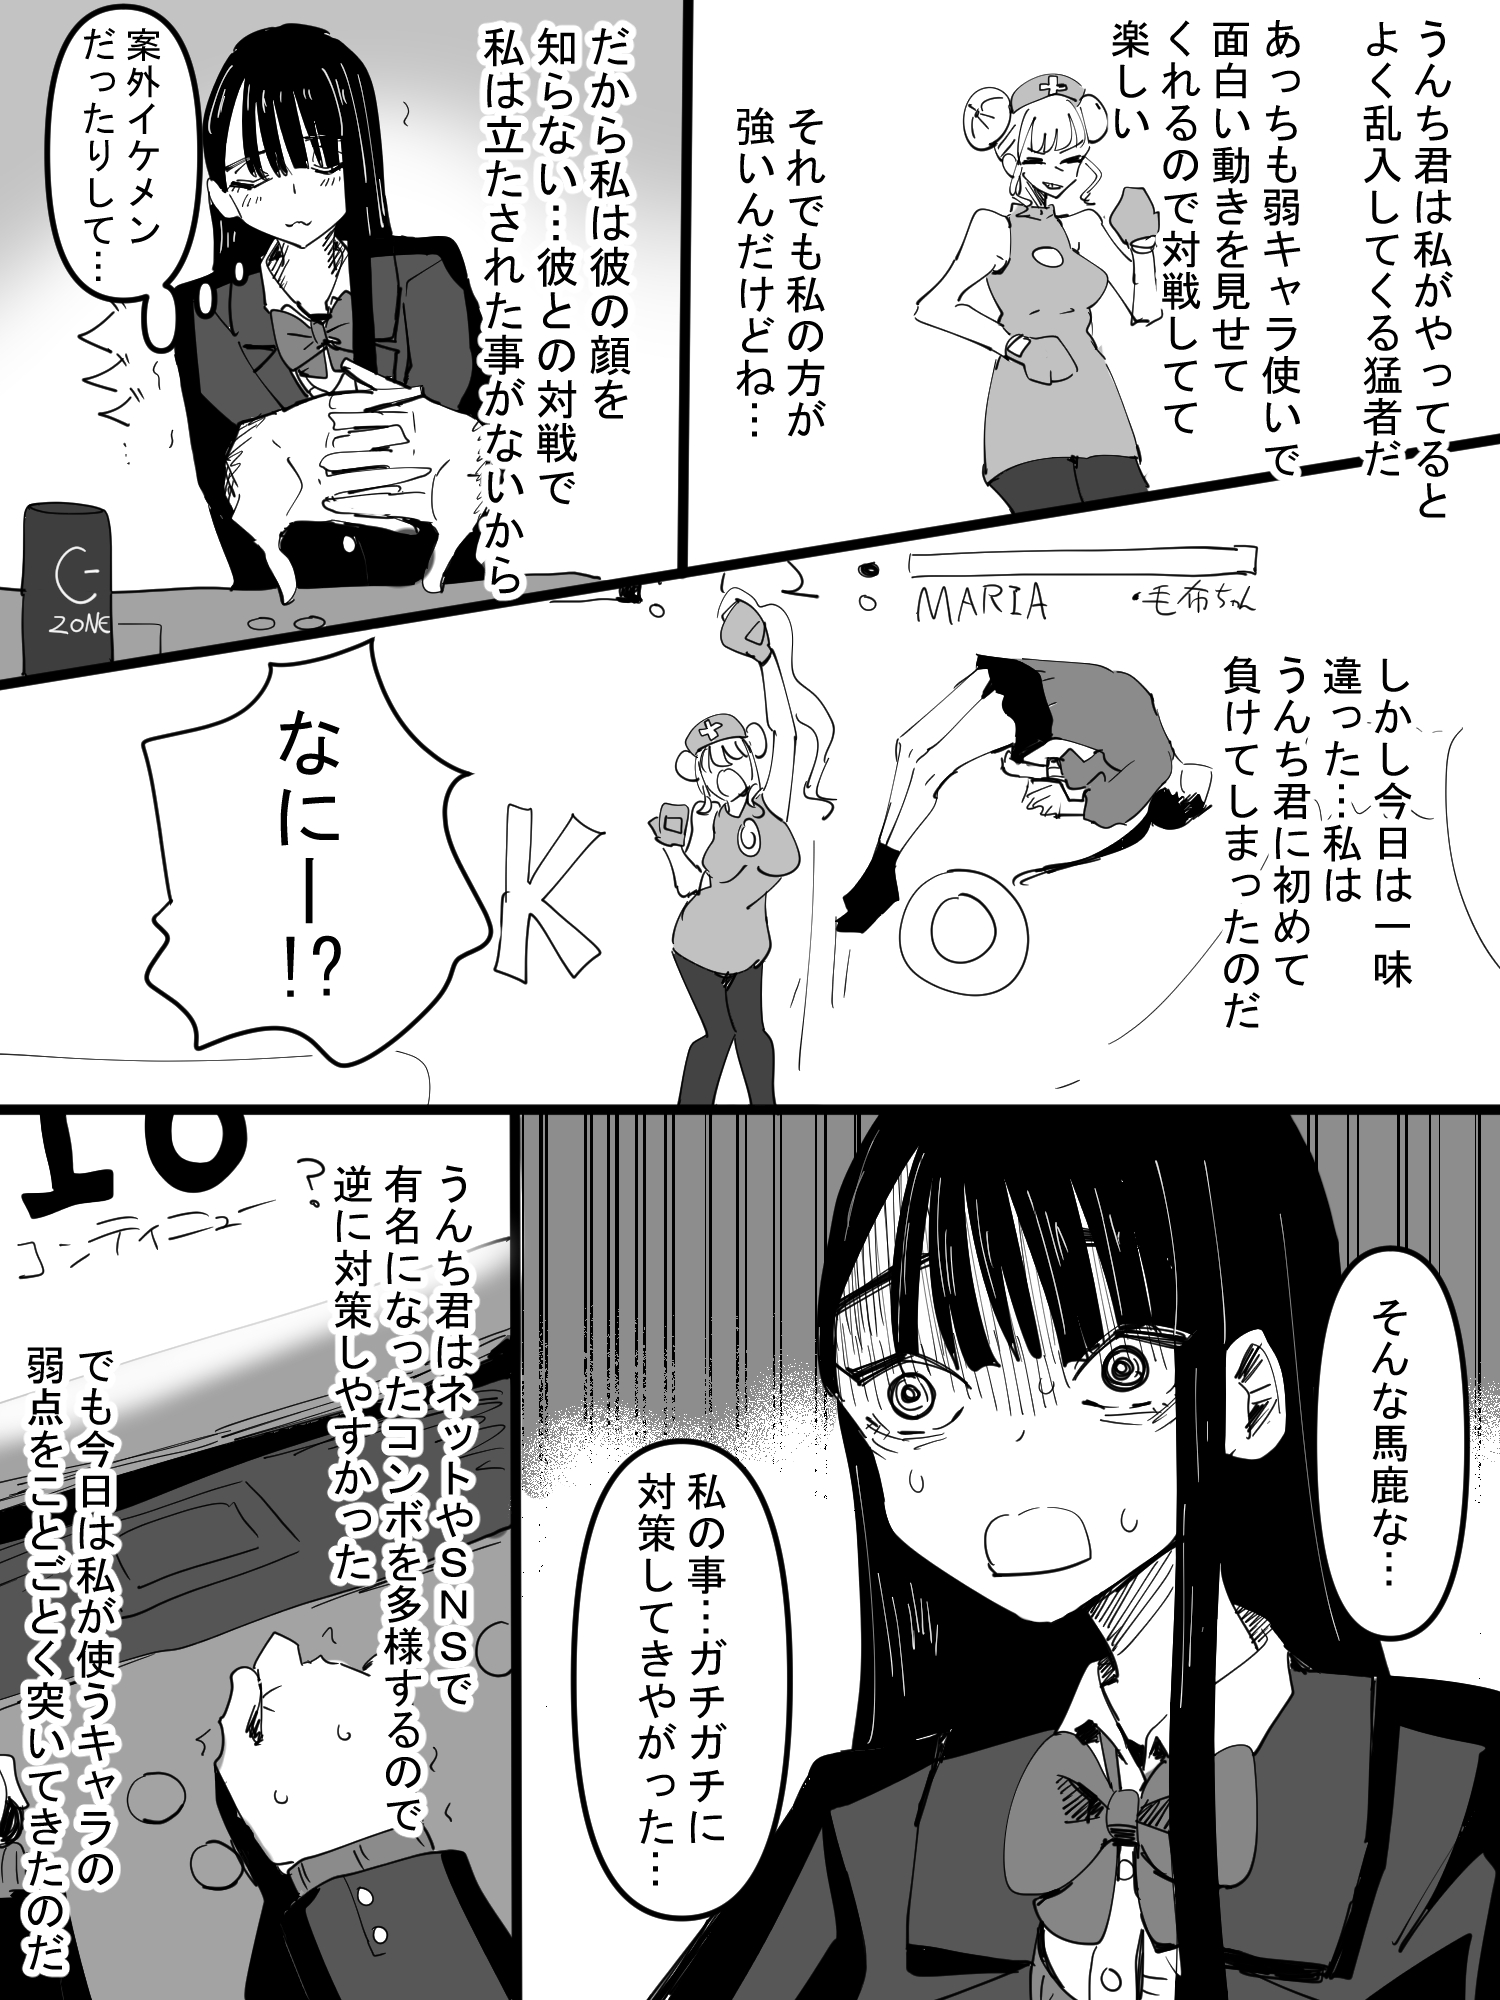 うんち君は私がやってると
よく乱入してくる猛者だ
あっちも弱キャラ使いで
面白い動きを見せて
くれるので対戦してて
楽しい
それでも私の方が
強いんだけどね…
だから私は彼の顔を
知らない…彼との対戦で
私は立たされた事がないから
案外イケメン
だったりして…
ZONE
MARIA
・毛布ちゃん
しかし今日は一味
違った…私は
うんち君に初めて
負けてしまったのだ
KO
なにー!?
そんな馬鹿な…
私の事…ガチガチに
対策してきやがった…
うんち君はネットやSNSで
有名になったコンボを多様するので
逆に対策しやすかった
10
コンティニュー?
でも今日は私が使うキャラの
弱点をことごとく突いてきたのだ